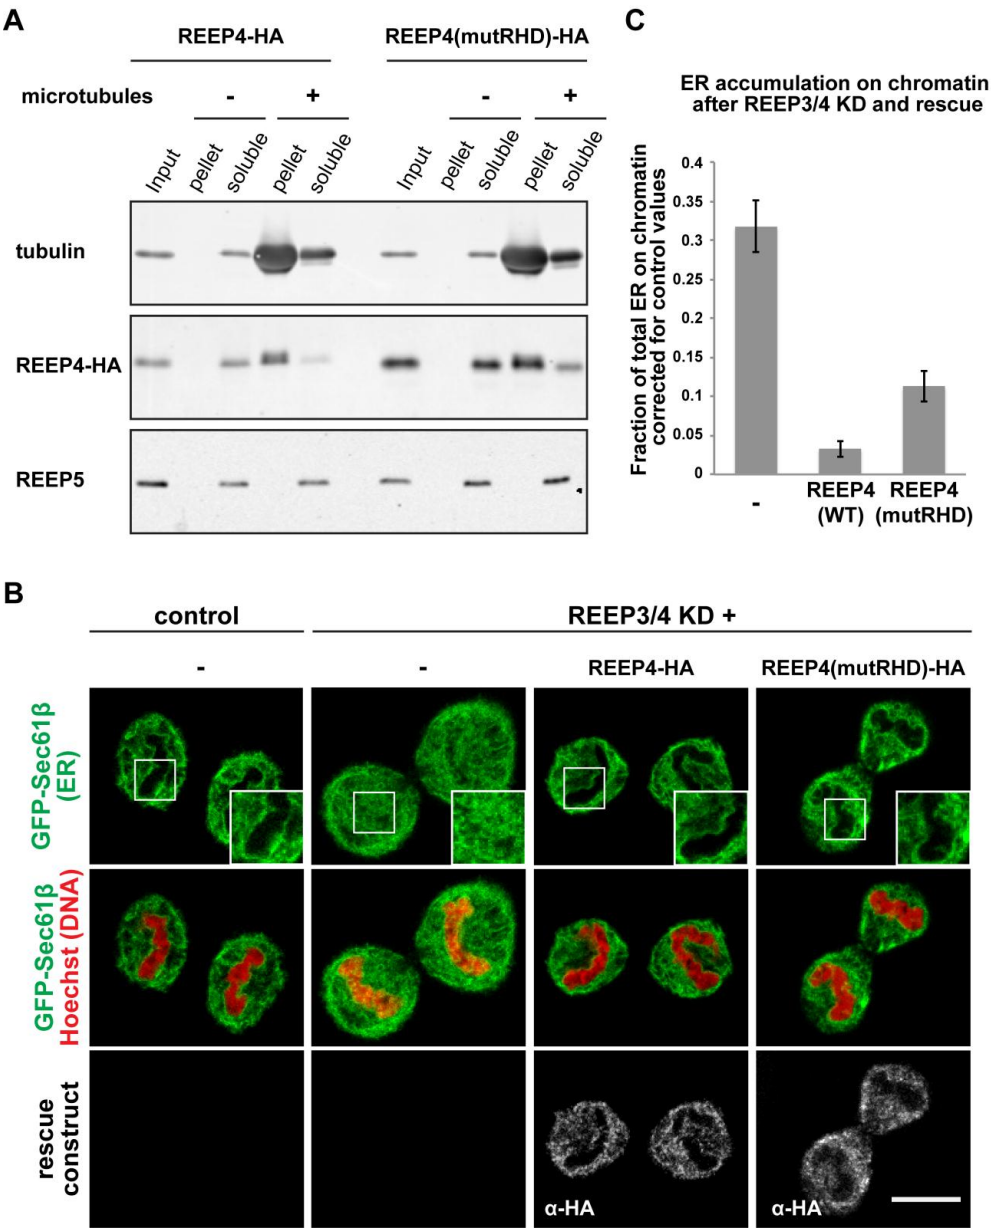 A
REEP4-HA
REEP4(mutRHD)-HA
microtubules
-
+
-
+
Input
pellet
soluble
pellet
soluble
Input
pellet
soluble
pellet
soluble
tubulin
REEP4-HA
REEP5
C
ER accumulation on chromatin
after REEP3/4 KD and rescue
Fraction of total ER on chromatin
corrected for control values
0.4
0.35
0.3
0.25
0.2
0.15
0.1
0.05
0
-
REEP4
(WT)
REEP4
(mutRHD)
B
control
REEP3/4 KD +
-
-
REEP4-HA
REEP4(mutRHD)-HA
GFP-Sec61β
(ER)
GFP-Sec61β
Hoechst (DNA)
rescue
construct
α-HA
α-HA